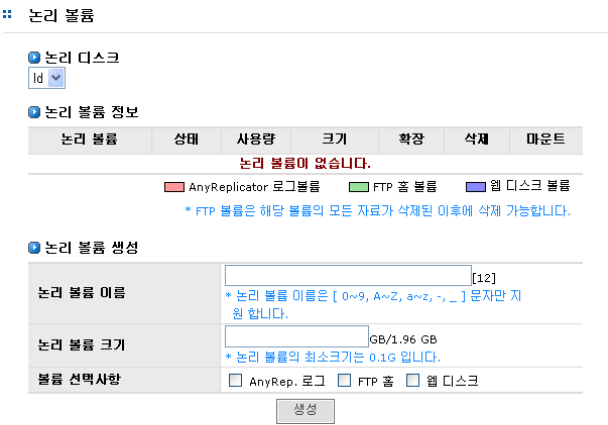 논리 볼륨
논리 디스크
ld
논리 볼륨 정보
논리 볼륨 상태 사용량 크기 확장 삭제 마운트
논리 볼륨이 없습니다.
AnyReplicator 로그볼륨 FTP 홈 볼륨 웹 디스크 볼륨
* FTP 볼륨은 해당 볼륨의 모든 자료가 삭제된 이후에 삭제 가능합니다.
논리 볼륨 생성
논리 볼륨 이름 [12]
* 논리 볼륨 이름은 [ 0~9, A~Z, a~z, -, _ ] 문자만 지
원 합니다.
논리 볼륨 크기 GB/1.96 GB
* 논리 볼륨의 최소크기는 0.1G 입니다.
볼륨 선택사항 AnyRep. 로그 FTP 홈 웹 디스크
생성